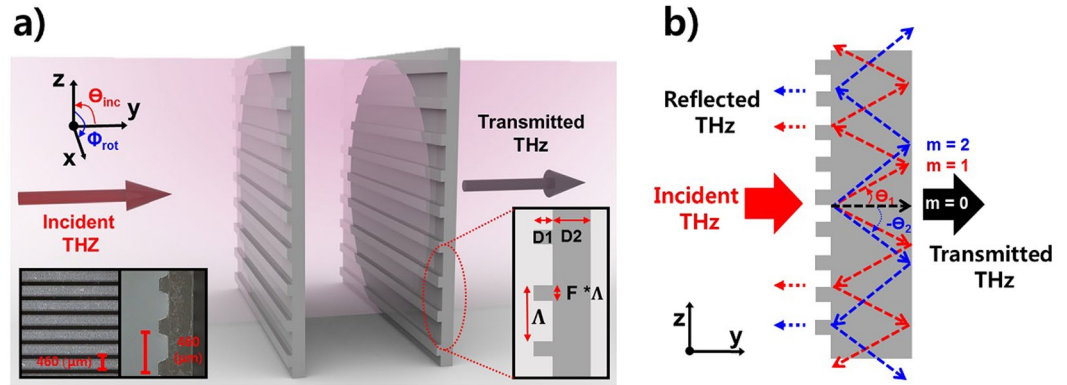 a)
z
Θinc
y
Φrot
x
Incident
THZ
Transmitted
THz
D1 D2
F *Λ
Λ
460 (μm)
460
(μm)
b)
Reflected
THz
Incident
THz
m = 2
m = 1
m = 0
Θ1
-Θ2
Transmitted
THz
z
y